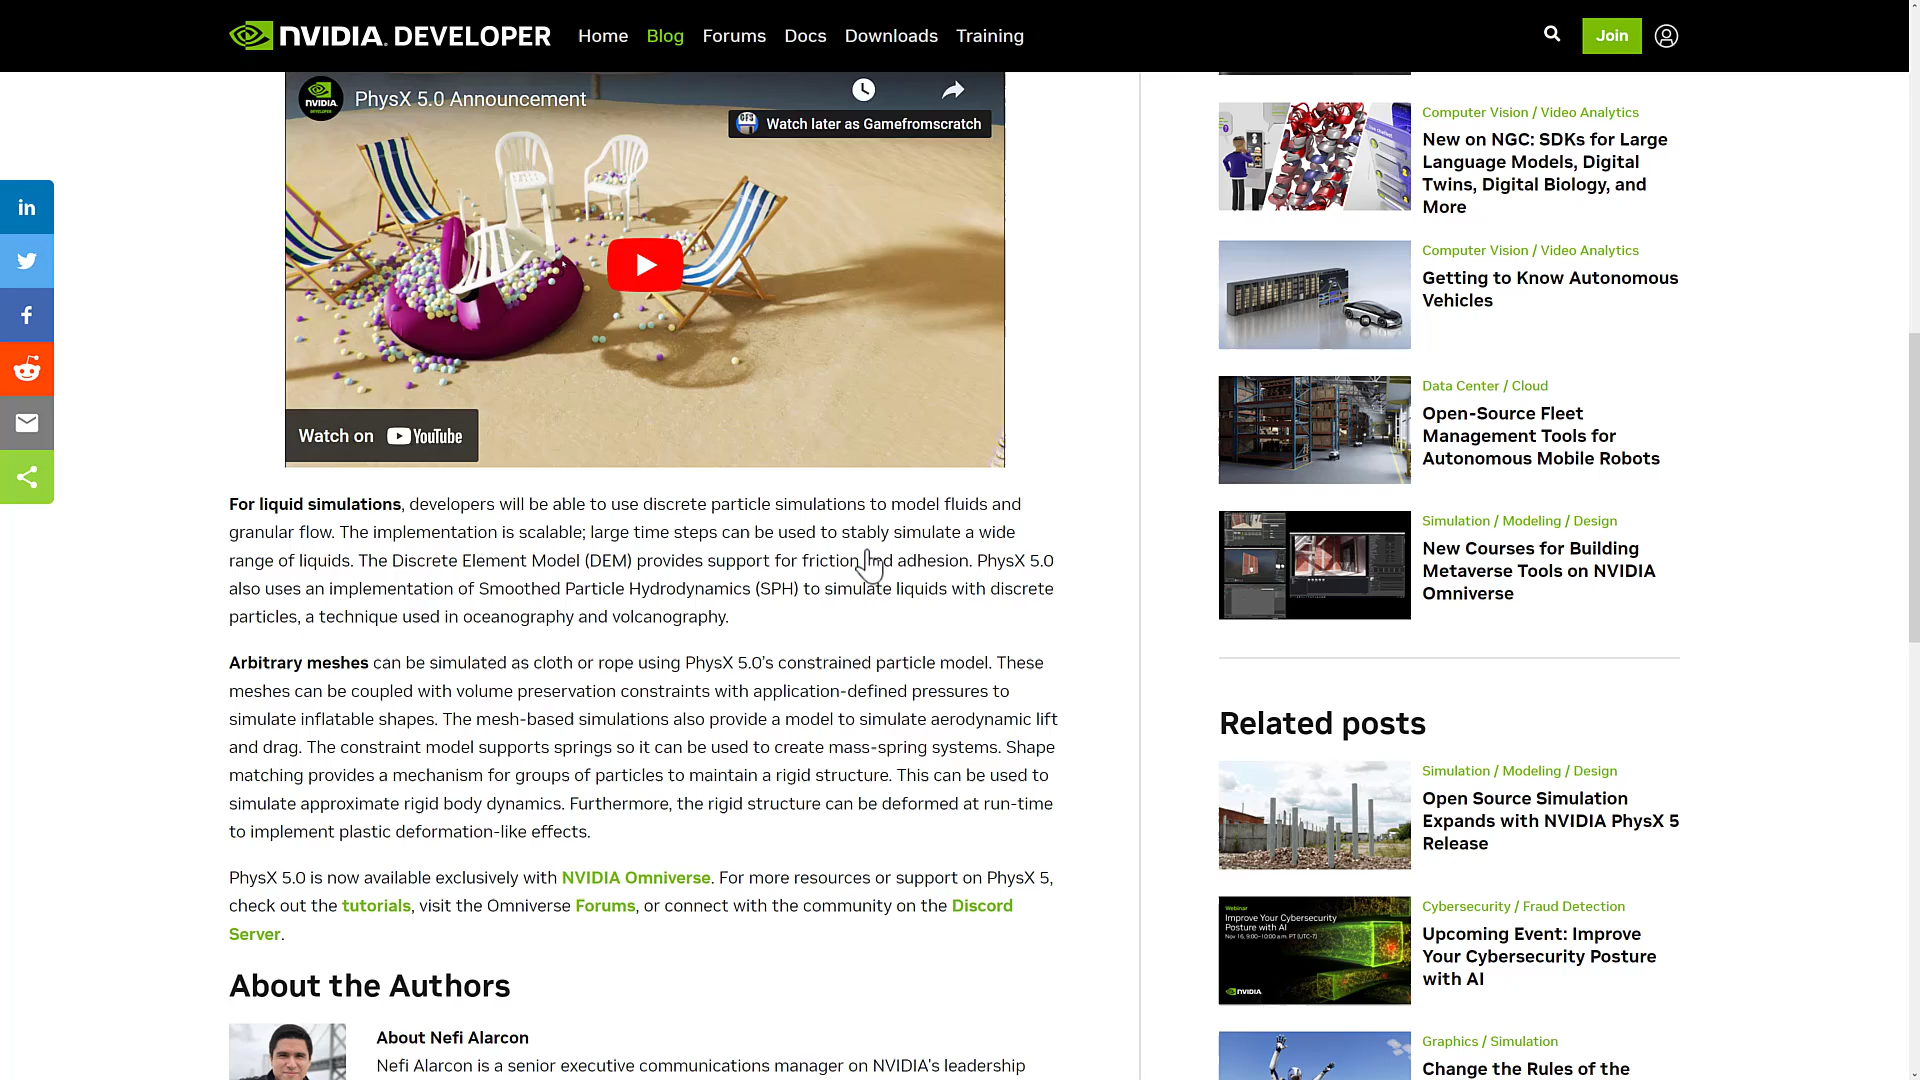 NVIDIA. DEVELOPER
Home
Blog
Forums
Docs
Downloads
Training
Join
PhysX 5.0 Announcement
Watch later as Gamefromscratch
Watch on YouTube
For liquid simulations, developers will be able to use discrete particle simulations to model fluids and
granular flow. The implementation is scalable; large time steps can be used to stably simulate a wide
range of liquids. The Discrete Element Model (DEM) provides support for friction and adhesion. PhysX 5.0
also uses an implementation of Smoothed Particle Hydrodynamics (SPH) to simulate liquids with discrete
particles, a technique used in oceanography and volcanography.
Arbitrary meshes can be simulated as cloth or rope using PhysX 5.0's constrained particle model. These
meshes can be coupled with volume preservation constraints with application-defined pressures to
simulate inflatable shapes. The mesh-based simulations also provide a model to simulate aerodynamic lift
and drag. The constraint model supports springs so it can be used to create mass-spring systems. Shape
matching provides a mechanism for groups of particles to maintain a rigid structure. This can be used to
simulate approximate rigid body dynamics. Furthermore, the rigid structure can be deformed at run-time
to implement plastic deformation-like effects.
PhysX 5.0 is now available exclusively with NVIDIA Omniverse. For more resources or support on PhysX 5,
check out the tutorials, visit the Omniverse Forums, or connect with the community on the Discord
Server.
About the Authors
About Nefi Alarcon
Nefi Alarcon is a senior executive communications manager on NVIDIA's leadership
Computer Vision / Video Analytics
New on NGC: SDKs for Large
Language Models, Digital
Twins, Digital Biology, and
More
Computer Vision / Video Analytics
Getting to Know Autonomous
Vehicles
Data Center / Cloud
Open-Source Fleet
Management Tools for
Autonomous Mobile Robots
Simulation / Modeling / Design
New Courses for Building
Metaverse Tools on NVIDIA
Omniverse
Related posts
Simulation / Modeling / Design
Open Source Simulation
Expands with NVIDIA PhysX 5
Release
Webinar
Improve Your Cybersecurity
Posture with AI
Nov 16, 9:00–10:00 a.m. PT (UTC-7)
NVIDIA
Cybersecurity / Fraud Detection
Upcoming Event: Improve
Your Cybersecurity Posture
with AI
Graphics / Simulation
Change the Rules of the